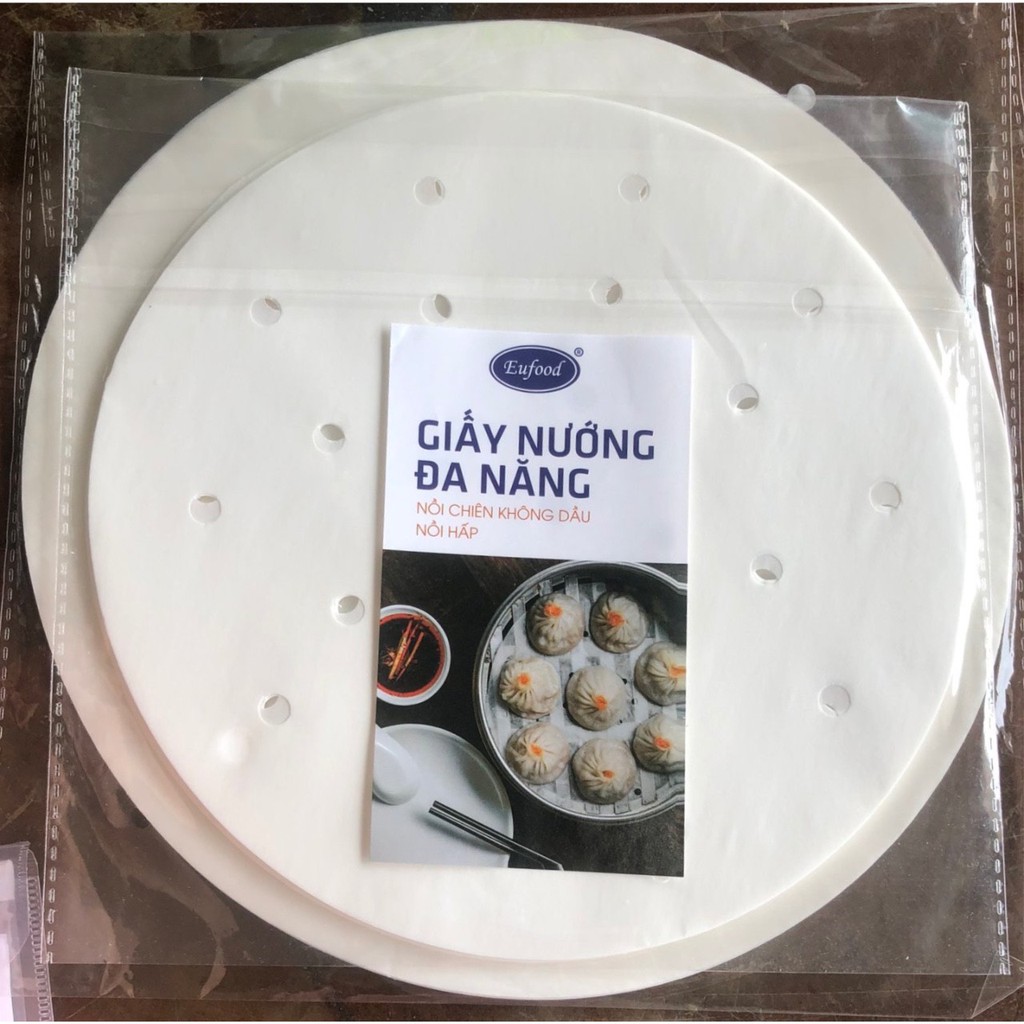 Eufood®
GIẤY NƯỚNG
ĐA NĂNG
NỒI CHIÊN KHÔNG DẦU
NỒI HẤP